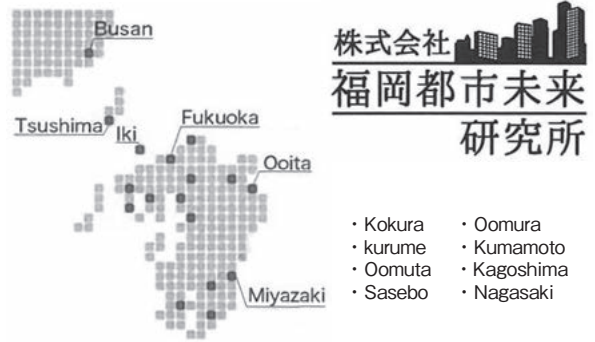 Busan
Tsushima
Iki
Fukuoka
Ooita
Miyazaki
株式会社
福岡都市未来
研究所
・Kokura
・kurume
・Oomuta
・Sasebo
・Oomura
・Kumamoto
・Kagoshima
・Nagasaki